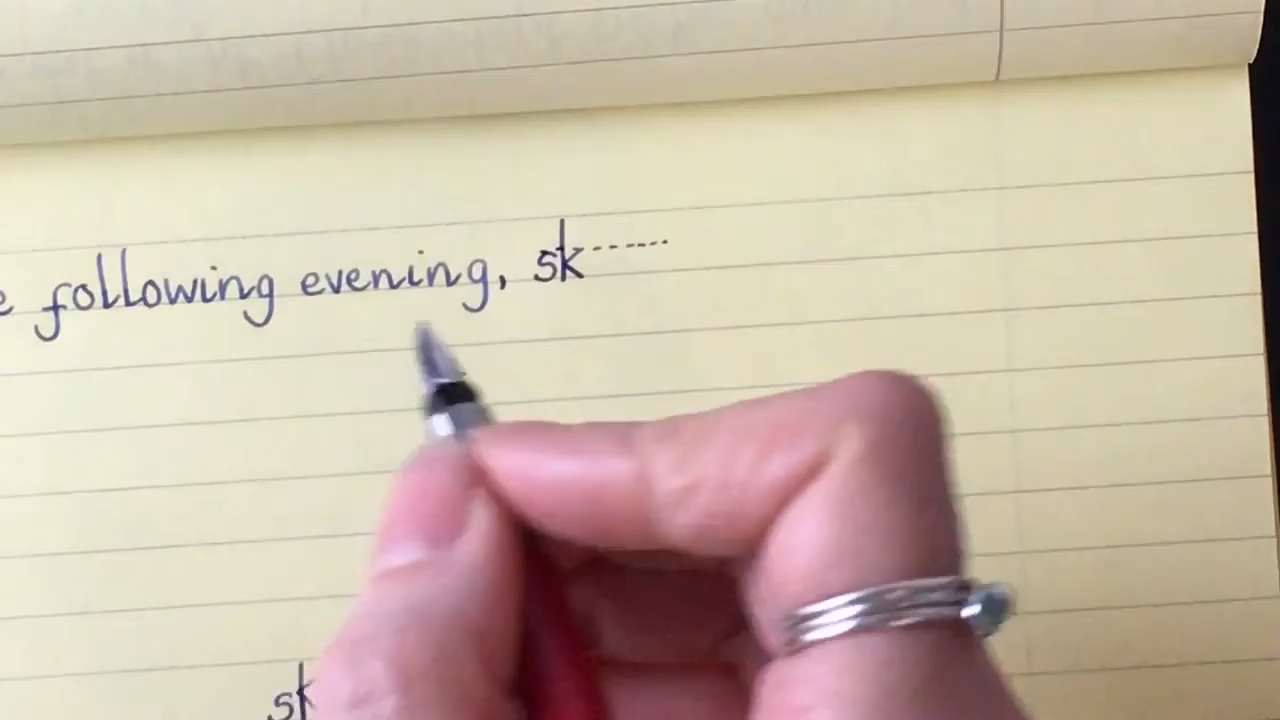 e following evening, sk------
sk